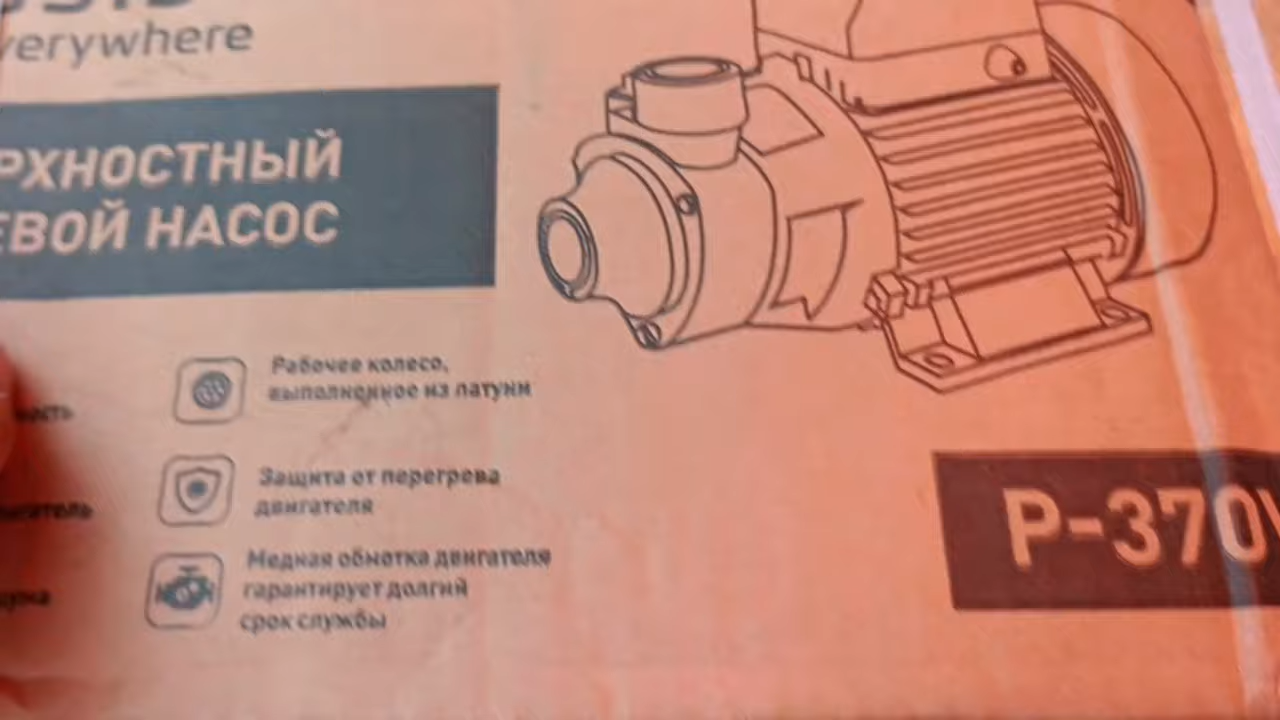 verywhere
РХНОСТНЫЙ
ЕВОЙ НАСОС
Рабочее колесо,
выполненное из латуни
Защита от перегрева
двигателя
Медная обмотка двигателя
гарантирует долгий
срок службы
P-370